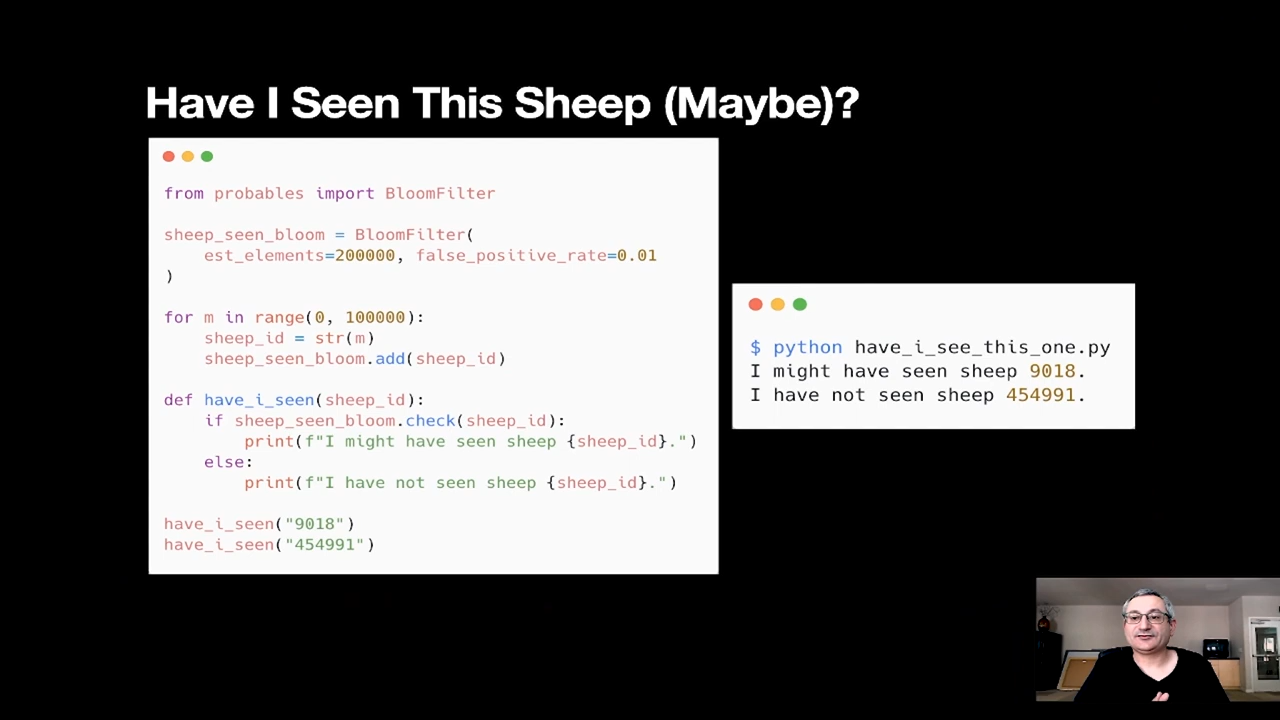 Have I Seen This Sheep (Maybe)?
from probables import BloomFilter
sheep_seen_bloom = BloomFilter(
    est_elements=200000, false_positive_rate=0.01
)
for m in range(0, 100000):
    sheep_id = str(m)
    sheep_seen_bloom.add(sheep_id)
def have_i_seen(sheep_id):
    if sheep_seen_bloom.check(sheep_id):
        print(f"I might have seen sheep {sheep_id}.")
    else:
        print(f"I have not seen sheep {sheep_id}.")
have_i_seen("9018")
have_i_seen("454991")
$ python have_i_see_this_one.py
I might have seen sheep 9018.
I have not seen sheep 454991.